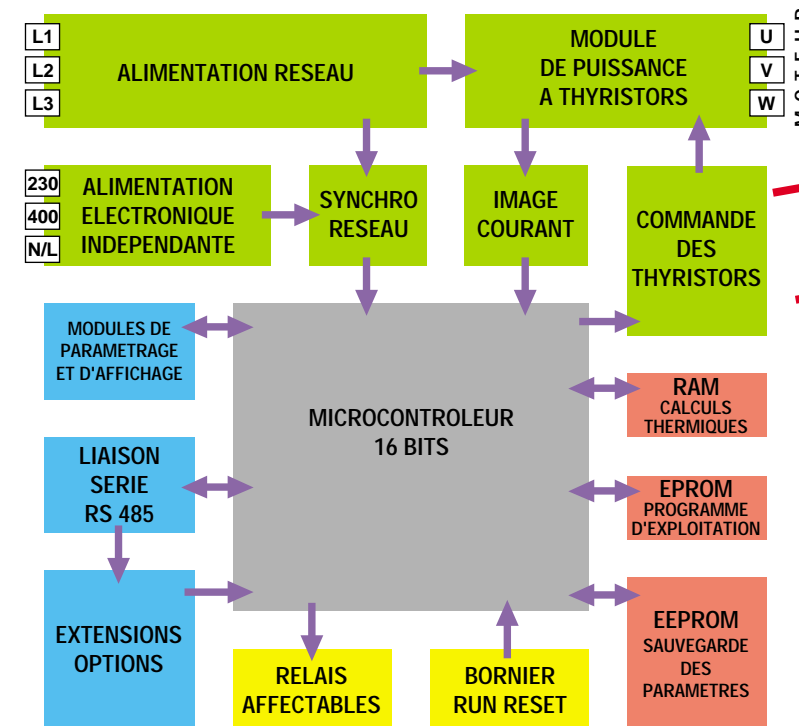 L1
L2
L3
ALIMENTATION RESEAU
MODULE
DE PUISSANCE
A THYRISTORS
U
V
W
230
400
N/L
ALIMENTATION
ELECTRONIQUE
INDEPENDANTE
SYNCHRO
RESEAU
IMAGE
COURANT
COMMANDE
DES
THYRISTORS
MODULES DE
PARAMETRAGE
ET D'AFFICHAGE
MICROCONTROLEUR
16 BITS
RAM
CALCULS
THERMIQUES
LIAISON
SERIE
RS 485
EPROM
PROGRAMME
D'EXPLOITATION
EXTENSIONS
OPTIONS
EEPROM
SAUVEGARDE
DES
PARAMETRES
RELAIS
AFFECTABLES
BORNIER
RUN RESET